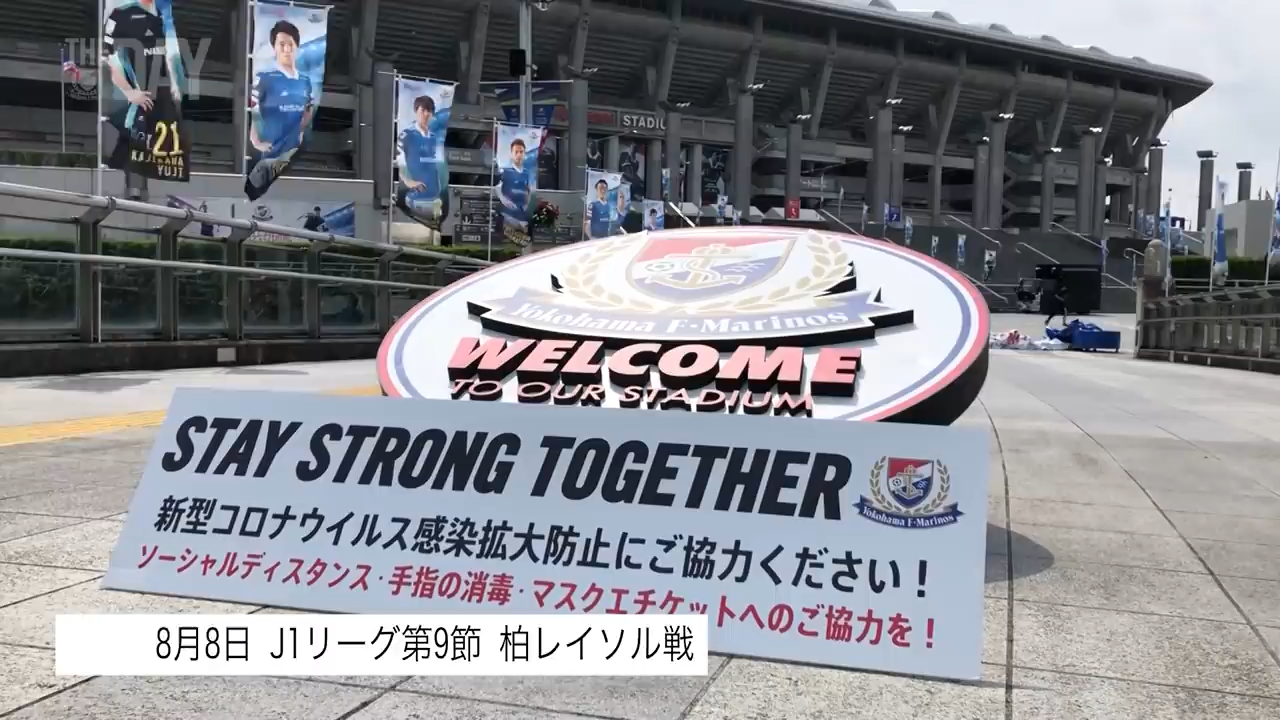 THE DAY
21
KAJIKAWA
YUJI
STADIU
Yokohama F·Marinos
WELCOME
TO OUR STADIUM
STAY STRONG TOGETHER
Yokohama F·Marinos
新型コロナウイルス感染拡大防止にご協力ください！
ソーシャルディスタンス・手指の消毒・マスクエチケットへのご協力を！
8月8日 J1リーグ第9節 柏レイソル戦